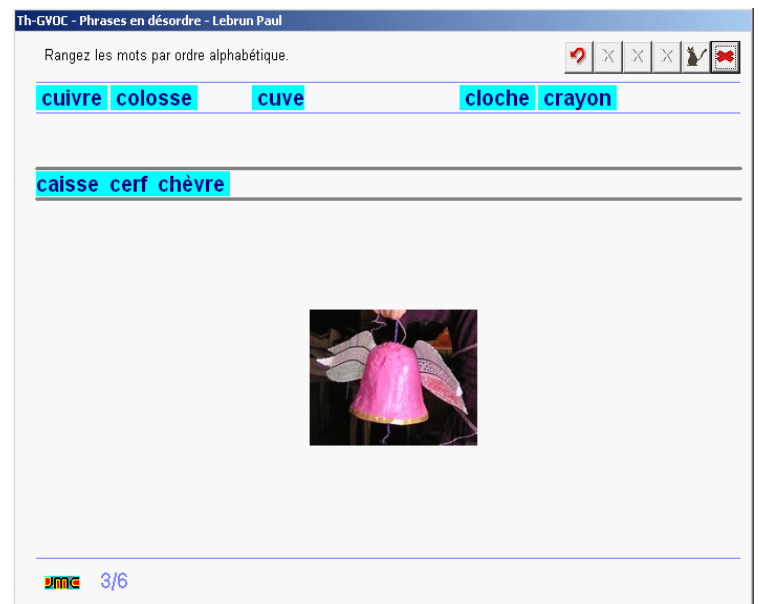 Th-GVOC - Phrases en désordre - Lebrun Paul
Rangez les mots par ordre alphabétique.
cuivre colosse cuve cloche crayon
caisse cerf chèvre
JMC 3/6